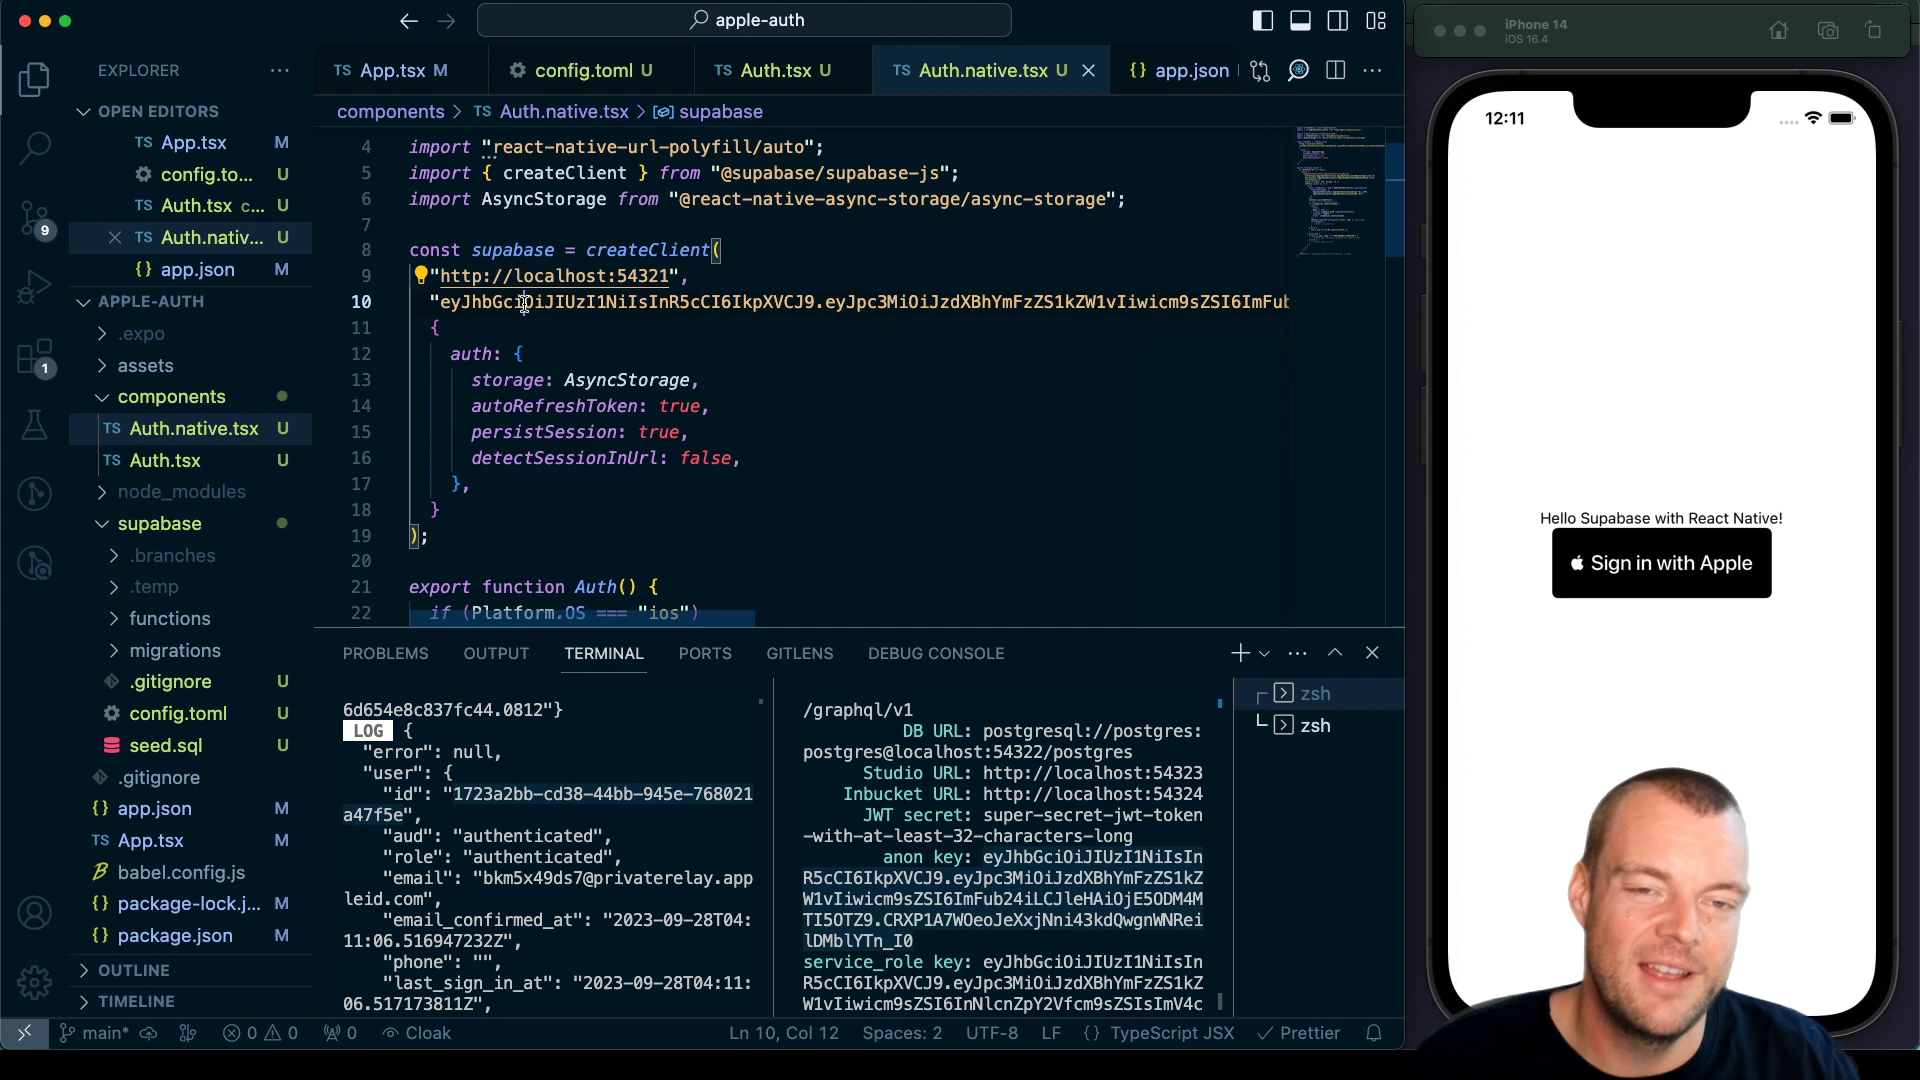 apple-auth
iPhone 14
iOS 16.4
EXPLORER
OPEN EDITORS
TS App.tsx M
config.to... U
TS Auth.tsx c... U
TS Auth.nativ... U
{} app.json M
APPLE-AUTH
.expo
assets
components
TS Auth.native.tsx U
TS Auth.tsx U
node_modules
supabase
.branches
.temp
functions
migrations
.gitignore U
config.toml U
seed.sql U
.gitignore
{} app.json M
TS App.tsx M
babel.config.js
{} package-lock.j... M
{} package.json M
OUTLINE
TIMELINE
9
1
TS App.tsx M config.toml U TS Auth.tsx U TS Auth.native.tsx U {} app.json
components > TS Auth.native.tsx > supabase
4 import "react-native-url-polyfill/auto";
5 import { createClient } from "@supabase/supabase-js";
6 import AsyncStorage from "@react-native-async-storage/async-storage";
7
8 const supabase = createClient(
9 "http://localhost:54321",
10 "eyJhbGciOiJIUzI1NiIsInR5cCI6IkpXVCJ9.eyJpc3MiOiJzdXBhYmFzZS1kZW1vIiwicm9sZSI6ImFub
11 {
12 auth: {
13 storage: AsyncStorage,
14 autoRefreshToken: true,
15 persistSession: true,
16 detectSessionInUrl: false,
17 },
18 }
19 );
20
21 export function Auth() {
22 if (Platform.OS === "ios")
PROBLEMS OUTPUT TERMINAL PORTS GITLENS DEBUG CONSOLE
6d654e8c837fc44.0812"}
LOG {
"error": null,
"user": {
"id": "1723a2bb-cd38-44bb-945e-768021
a47f5e",
"aud": "authenticated",
"role": "authenticated",
"email": "bkm5x49ds7@privaterelay.app
leid.com",
"email_confirmed_at": "2023-09-28T04:
11:06.516947232Z",
"phone": "",
"last_sign_in_at": "2023-09-28T04:11:
06.517173811Z",
/graphql/v1
DB URL: postgresql://postgres:
postgres@localhost:54322/postgres
Studio URL: http://localhost:54323
Inbucket URL: http://localhost:54324
JWT secret: super-secret-jwt-token
-with-at-least-32-characters-long
anon key: eyJhbGciOiJIUzI1NiIsIn
R5cCI6IkpXVCJ9.eyJpc3MiOiJzdXBhYmFzZS1kZ
W1vIiwicm9sZSI6ImFub24iLCJleHAiOjE5ODM4M
TI5OTZ9.CRXP1A7WOeoJeXxjNni43kdQwgnWNRei
lDMblYTn_I0
service_role key: eyJhbGciOiJIUzI1NiIsIn
R5cCI6IkpXVCJ9.eyJpc3MiOiJzdXBhYmFzZS1kZ
W1vIiwicm9sZSI6InNlcnZpY2Vfcm9sZSIsImV4c
zsh
zsh
main* 0 0 0 Cloak Ln 10, Col 12 Spaces: 2 UTF-8 LF {} TypeScript JSX Prettier
12:11
Hello Supabase with React Native!
Sign in with Apple